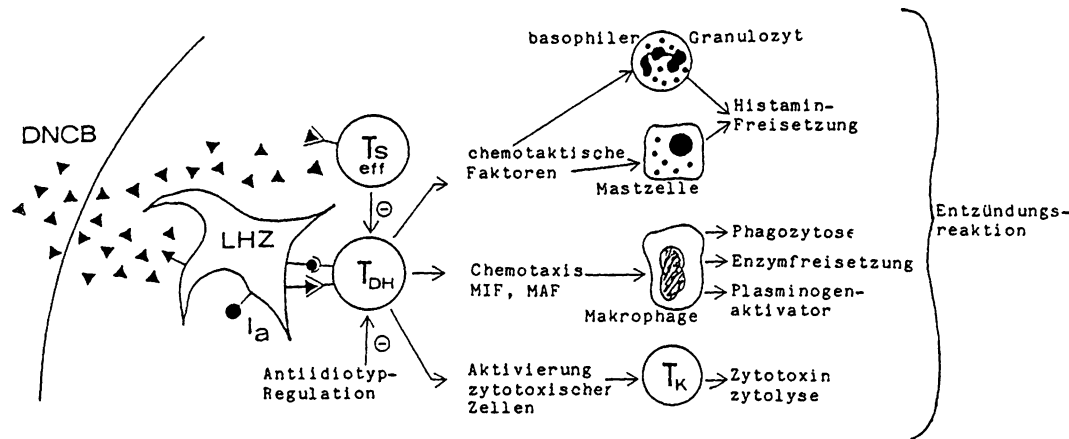 basophiler Granulozyt
DNCB
Histamin-
Freisetzung
Ts
eff
chemotaktische
Faktoren
Mastzelle
⊖
Entzündungs-
reaktion
LHZ
Phagozytose
TDH
Chemotaxis
MIF, MAF
Enzymfreisetzung
Plasminogen-
aktivator
Makrophage
Ia
⊖
Antiidiotyp-
Regulation
Aktivierung
zytotoxischer
Zellen
TK
Zytotoxin
zytolyse